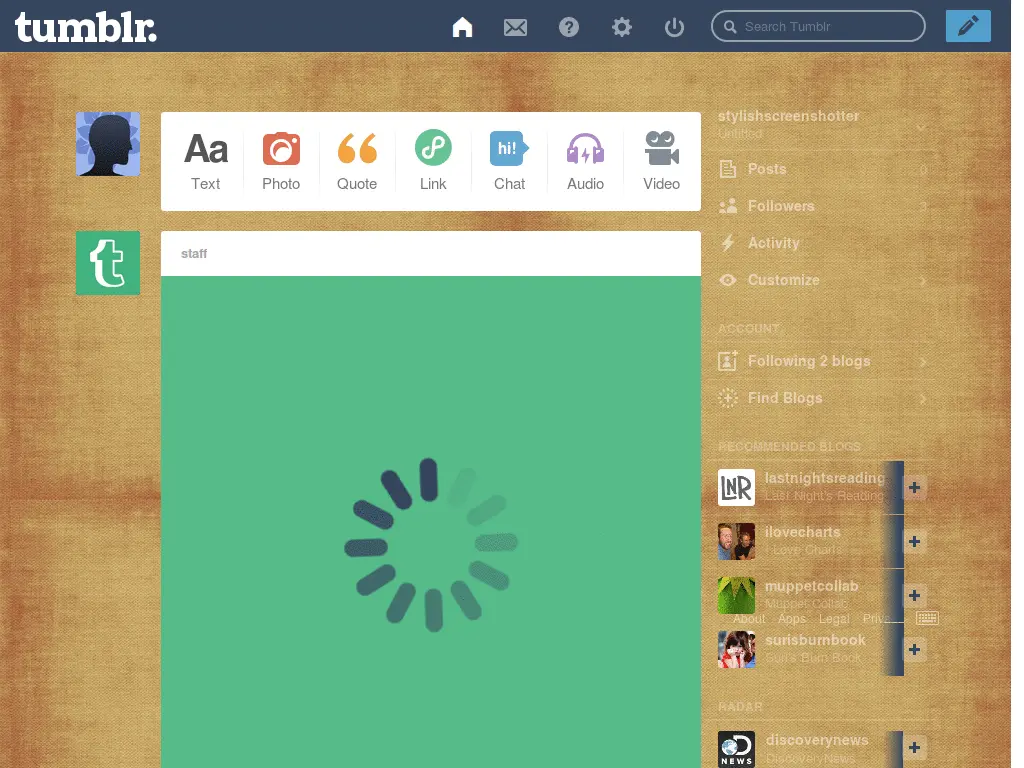 tumblr.
Search Tumblr
Aa
hi!
Text
Photo
Quote
Link
Chat
Audio
Video
staff
stylishscreenshotter
Untitled
Posts 0
Followers 3
Activity
Customize
ACCOUNT
Following 2 blogs
Find Blogs
RECOMMENDED BLOGS
LNR
lastnightsreading
Last Night's Reading
ilovecharts
I Love Charts
muppetcollab
Muppet Collab
About Apps Legal Priva
surisburnbook
Suri's Burn Book
RADAR
discoverynews
DiscoveryNews
D
NEWS